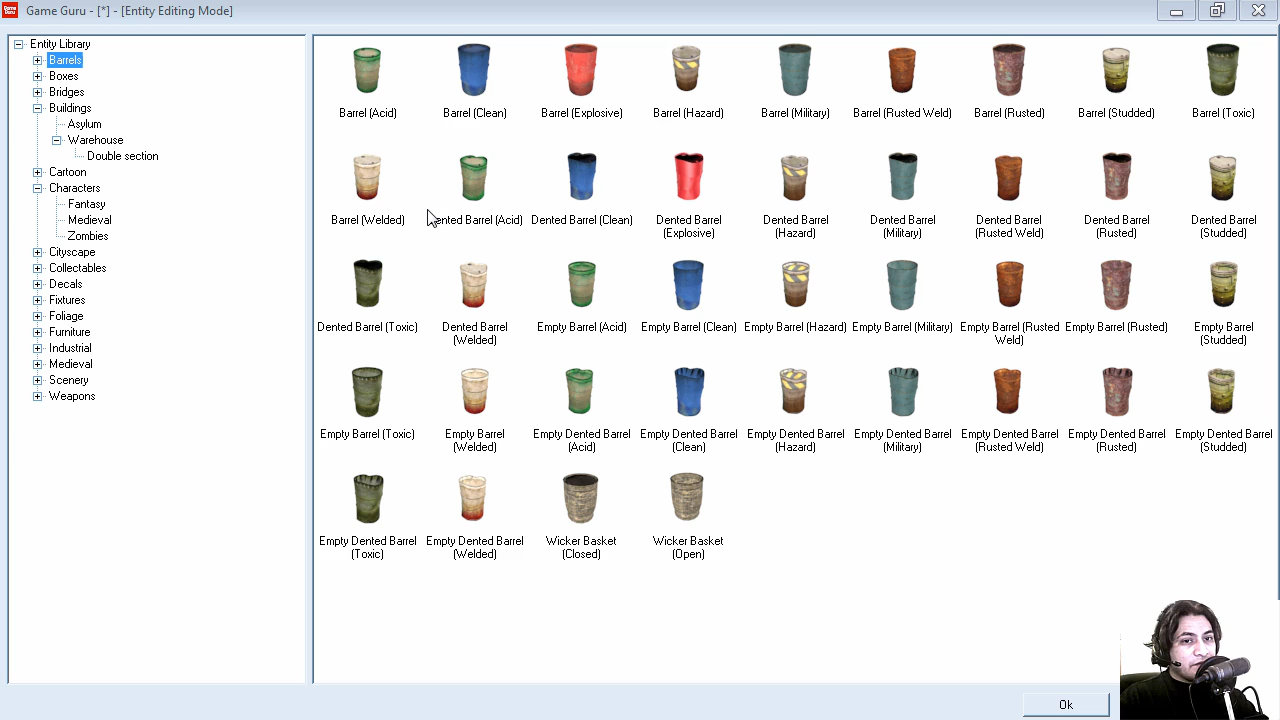 Game Guru
Game Guru - [*] - [Entity Editing Mode]
Entity Library
Barrels
Boxes
Bridges
Buildings
Asylum
Warehouse
Double section
Cartoon
Characters
Fantasy
Medieval
Zombies
Cityscape
Collectables
Decals
Fixtures
Foliage
Furniture
Industrial
Medieval
Scenery
Weapons
Barrel (Acid)
Barrel (Clean)
Barrel (Explosive)
Barrel (Hazard)
Barrel (Military)
Barrel (Rusted Weld)
Barrel (Rusted)
Barrel (Studded)
Barrel (Toxic)
Barrel (Welded)
Barrel (Acid)
Dented Barrel (Clean)
Dented Barrel
(Explosive)
Dented Barrel
(Hazard)
Dented Barrel
(Military)
Dented Barrel
(Rusted Weld)
Dented Barrel
(Rusted)
Dented Barrel
(Studded)
Dented Barrel (Toxic)
Dented Barrel
(Welded)
Empty Barrel (Acid)
Empty Barrel (Clean)
Empty Barrel (Hazard)
Empty Barrel (Military)
Empty Barrel (Rusted
Weld)
Empty Barrel (Rusted)
Empty Barrel
(Studded)
Empty Barrel (Toxic)
Empty Barrel
(Welded)
Empty Dented Barrel
(Acid)
Empty Dented Barrel
(Clean)
Empty Dented Barrel
(Hazard)
Empty Dented Barrel
(Military)
Empty Dented Barrel
(Rusted Weld)
Empty Dented Barrel
(Rusted)
Empty Dented Barrel
(Studded)
Empty Dented Barrel
(Toxic)
Empty Dented Barrel
(Welded)
Wicker Basket
(Closed)
Wicker Basket
(Open)
Ok